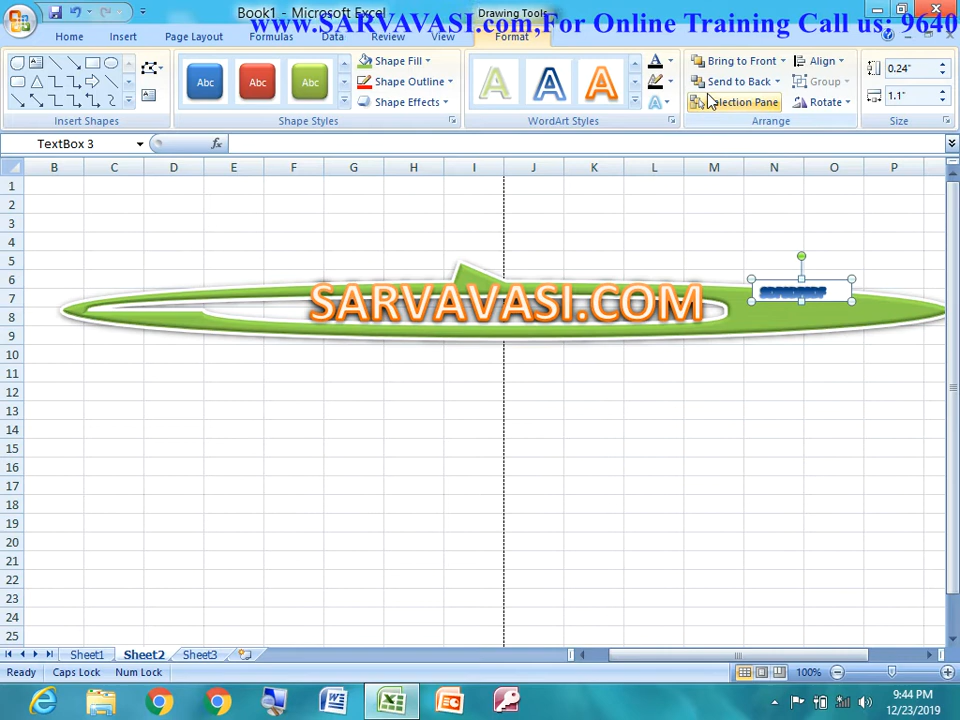 Book1 - Microsoft Excel
Drawing Tools
www.SARVAVASI.COM,For Online Training Call us: 9640
Home Insert Page Layout Formulas Data Review View Format
Abc Abc Abc
Shape Fill
Shape Outline
Shape Effects
A A A
Bring to Front
Send to Back
Selection Pane
Align
Group
Rotate
0.24"
1.1"
Insert Shapes Shape Styles WordArt Styles Arrange Size
TextBox 3 fx
B C D E F G H I J K L M N O P
1
2
3
4
5
6
7
8
9
10
11
12
13
14
15
16
17
18
19
20
21
22
23
24
25
SARVAVASI.COM
Sheet1 Sheet2 Sheet3
Ready Caps Lock Num Lock 100%
9:44 PM
12/23/2019